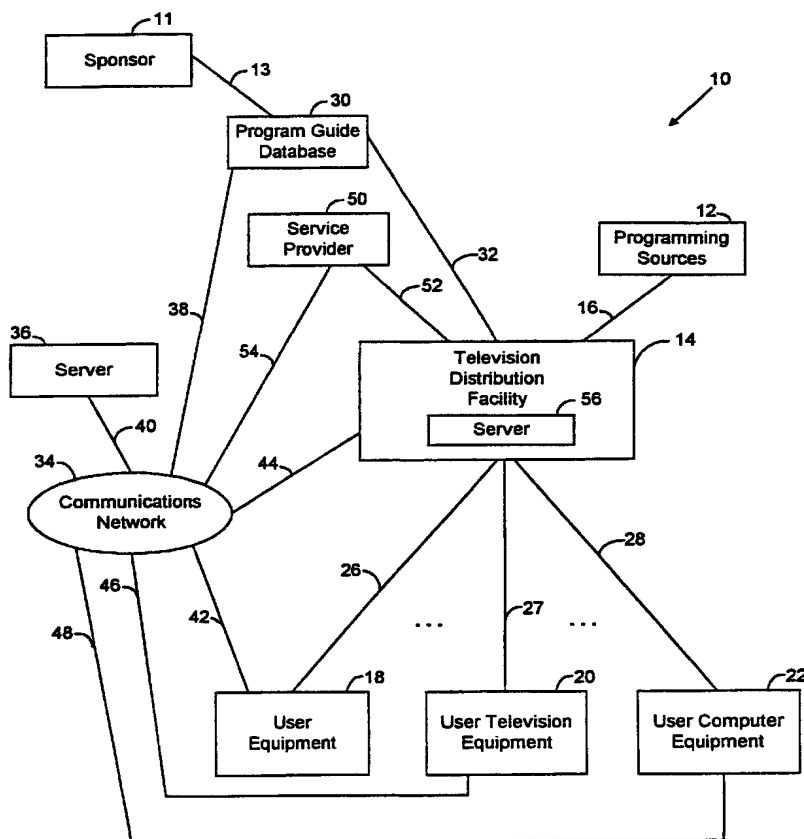 11
Sponsor
13
10
30
Program Guide
Database
50
Service
Provider
12
Programming
Sources
32
52
16
38
54
36
Server
14
Television
Distribution
Facility
56
Server
40
44
34
Communications
Network
26
28
46
42
27
48
... ...
18
User
Equipment
20
User Television
Equipment
22
User Computer
Equipment